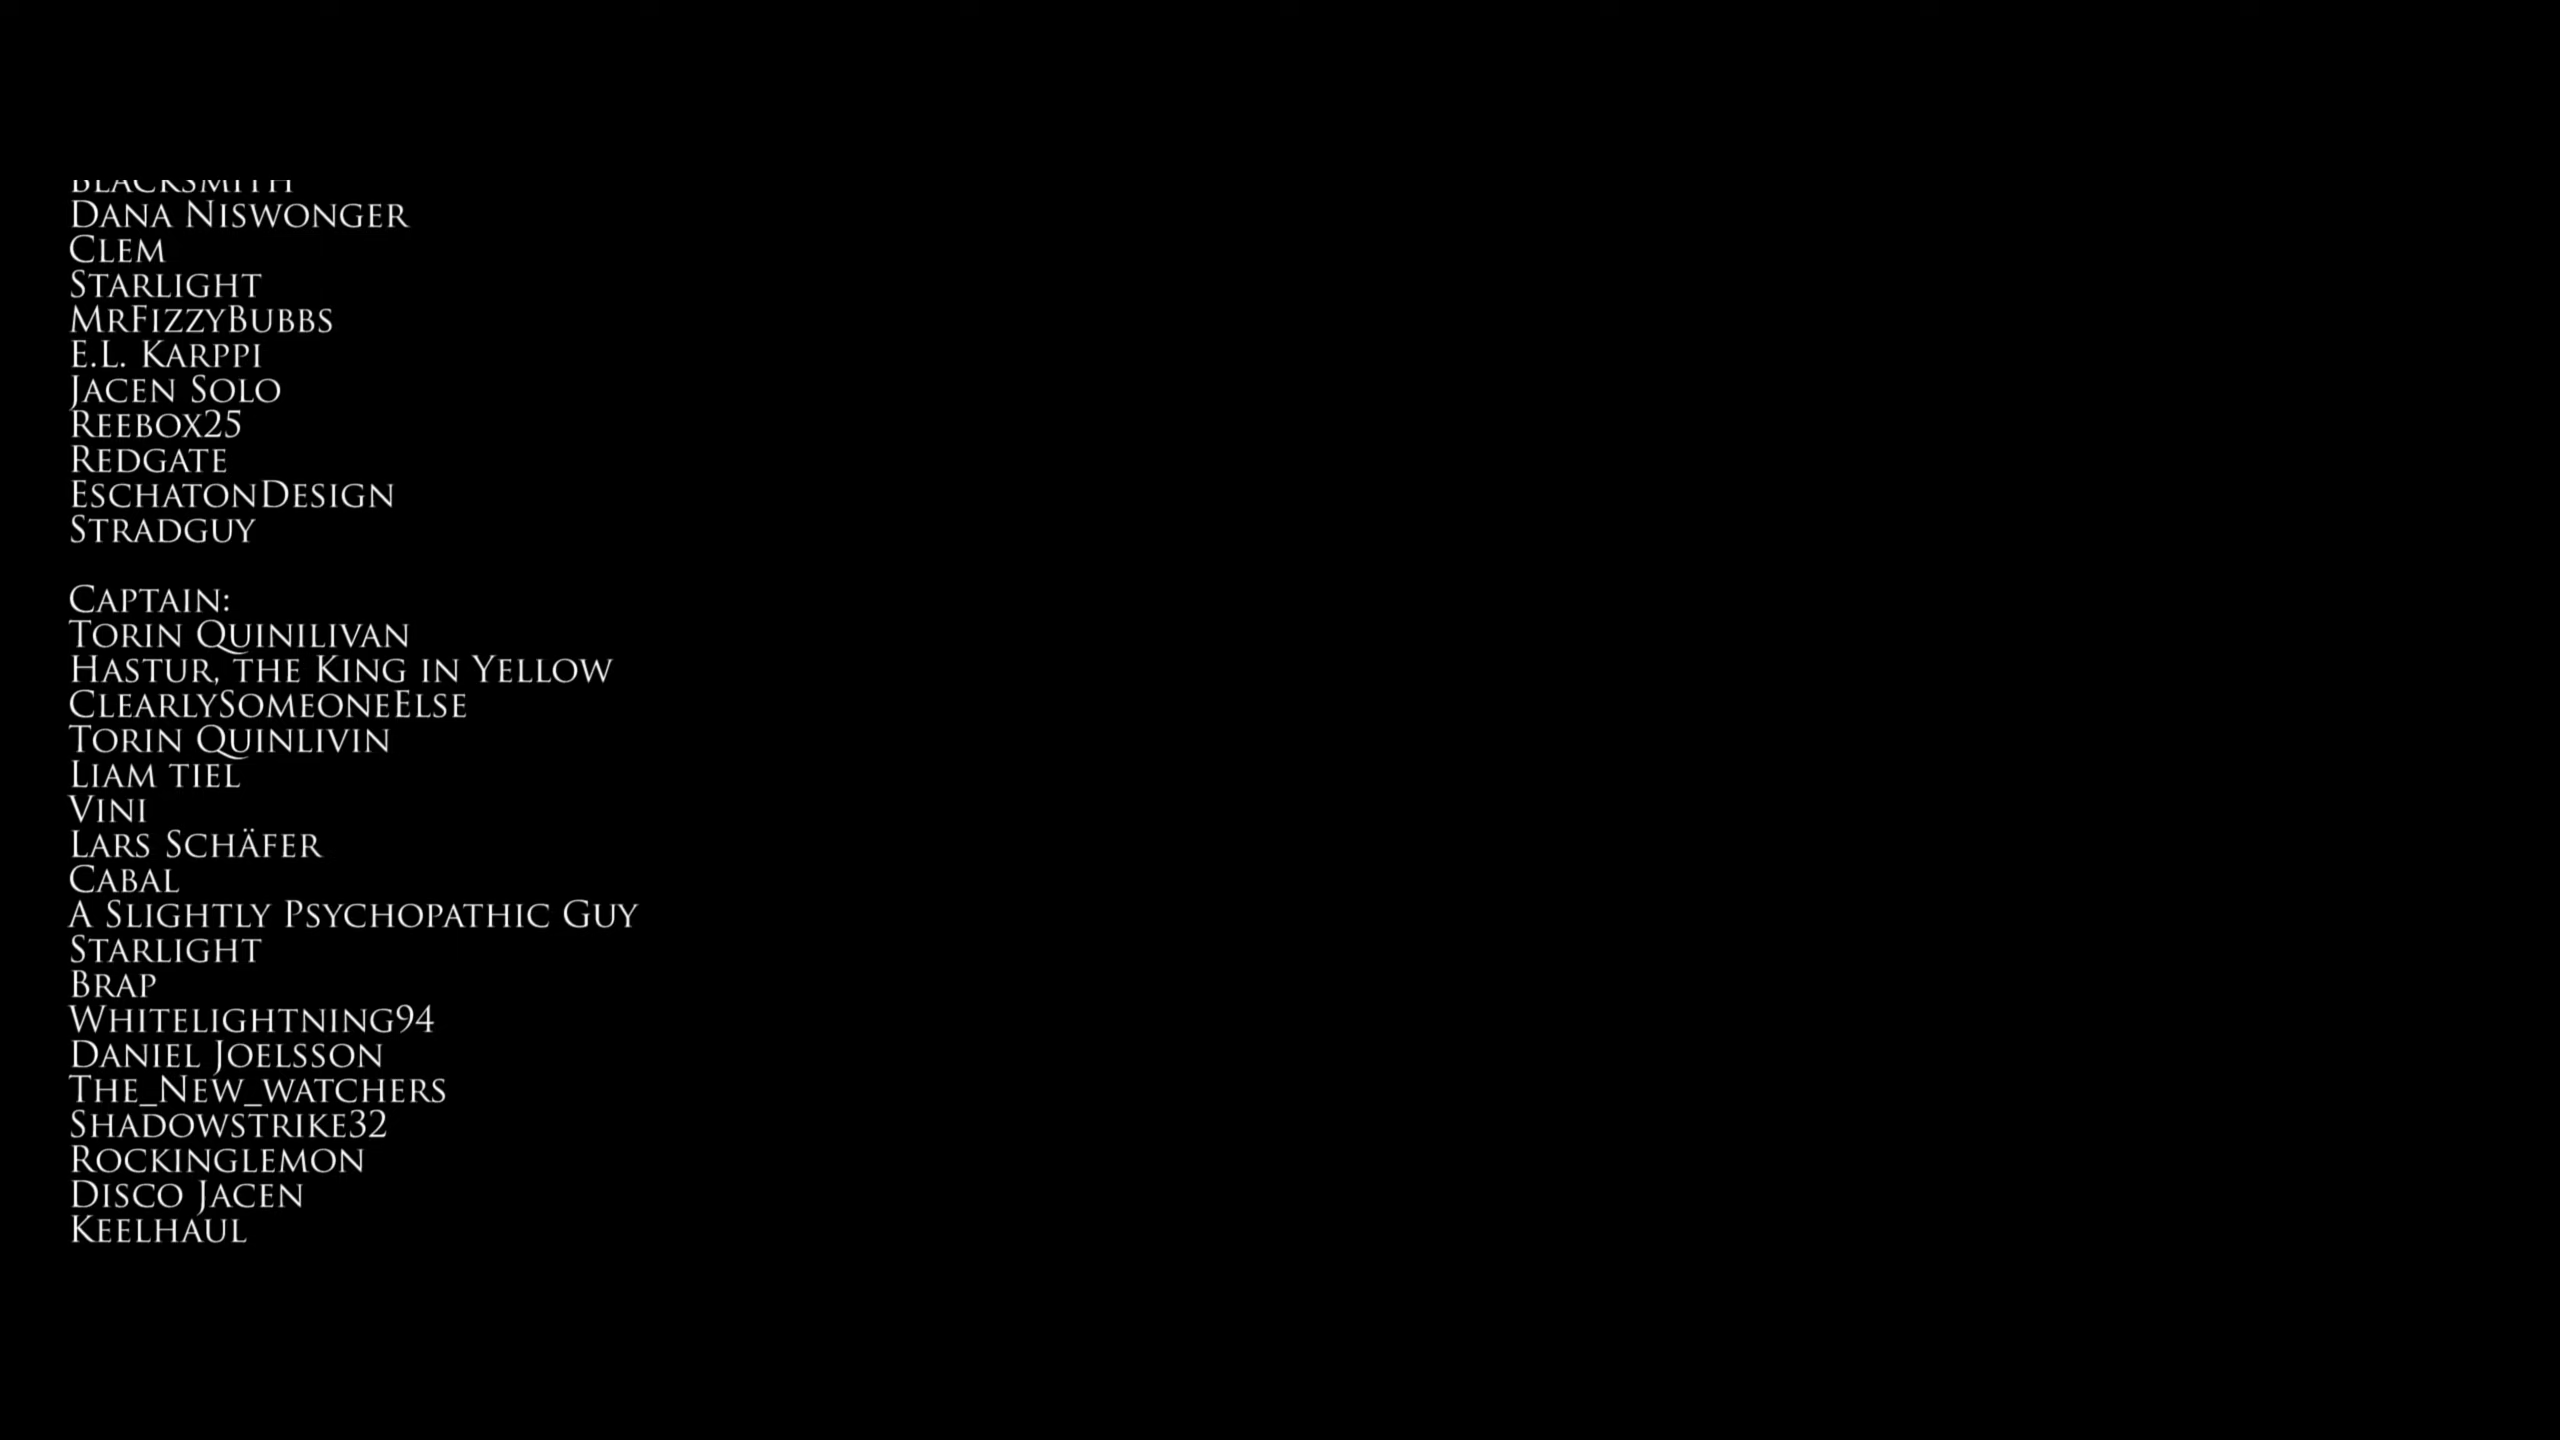 Blacksmith
Dana Niswonger
Clem
Starlight
MrFizzyBubbs
E.L. Karppi
Jacen Solo
Reebox25
Redgate
EschatonDesign
Stradguy
Captain:
Torin Quinilivan
Hastur, the King in Yellow
ClearlySomeoneElse
Torin Quinlivin
Liam tiel
Vini
Lars Schäfer
Cabal
A Slightly Psychopathic Guy
Starlight
Brap
Whitelightning94
Daniel Joelsson
The_New_watchers
Shadowstrike32
Rockinglemon
Disco Jacen
Keelhaul